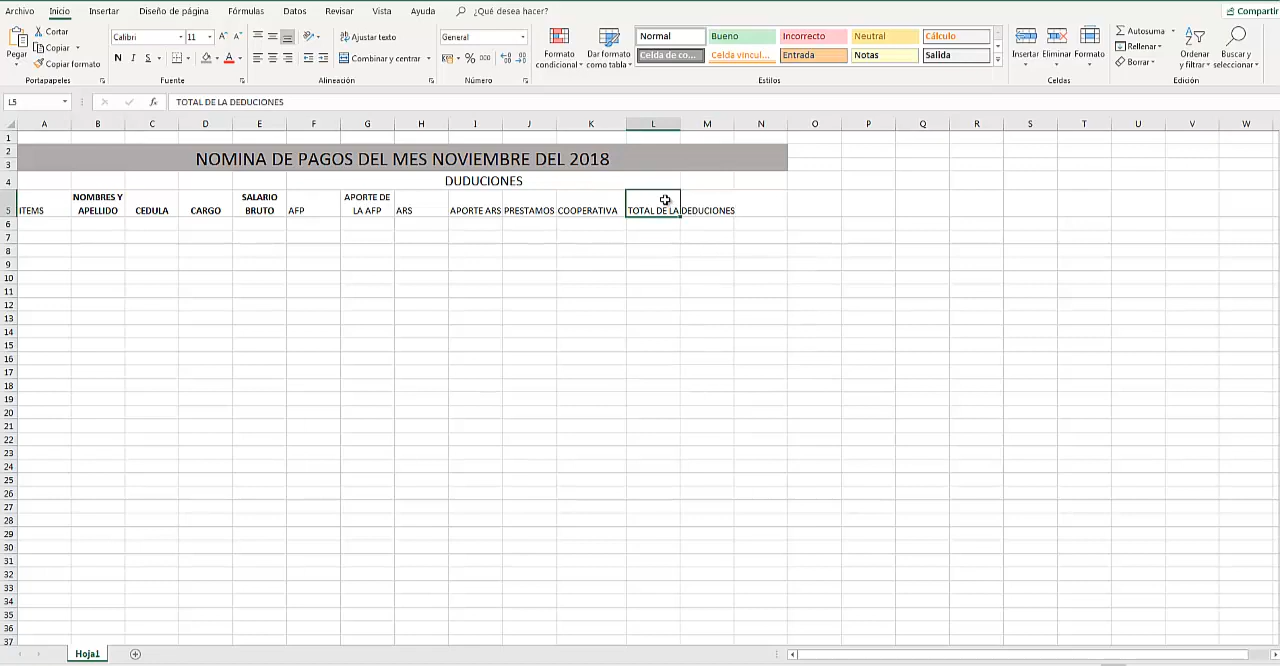 Archivo Inicio Insertar Diseño de página Fórmulas Datos Revisar Vista Ayuda ¿Qué desea hacer? Compartir
Cortar
Copiar
Copiar formato
Pegar
Calibri 11
N K S
Ajustar texto
Combinar y centrar
General
% 000
Formato condicional
Dar formato como tabla
Normal Bueno Incorrecto Neutral Cálculo
Celda de co... Celda vincul... Entrada Notas Salida
Insertar Eliminar Formato
Autosuma
Rellenar
Borrar
Ordenar y filtrar
Buscar y seleccionar
Portapapeles Fuente Alineación Número Estilos Celdas Edición
L5 fx TOTAL DE LA DEDUCIONES
A B C D E F G H I J K L M N O P Q R S T U V W
1
2
3
NOMINA DE PAGOS DEL MES NOVIEMBRE DEL 2018
4 DUDUCIONES
5 ITEMS NOMBRES Y APELLIDO CEDULA CARGO SALARIO BRUTO AFP APORTE DE LA AFP ARS APORTE ARS PRESTAMOS COOPERATIVA TOTAL DE LA DEDUCIONES
6
7
8
9
10
11
12
13
14
15
16
17
18
19
20
21
22
23
24
25
26
27
28
29
30
31
32
33
34
35
36
37
Hoja1